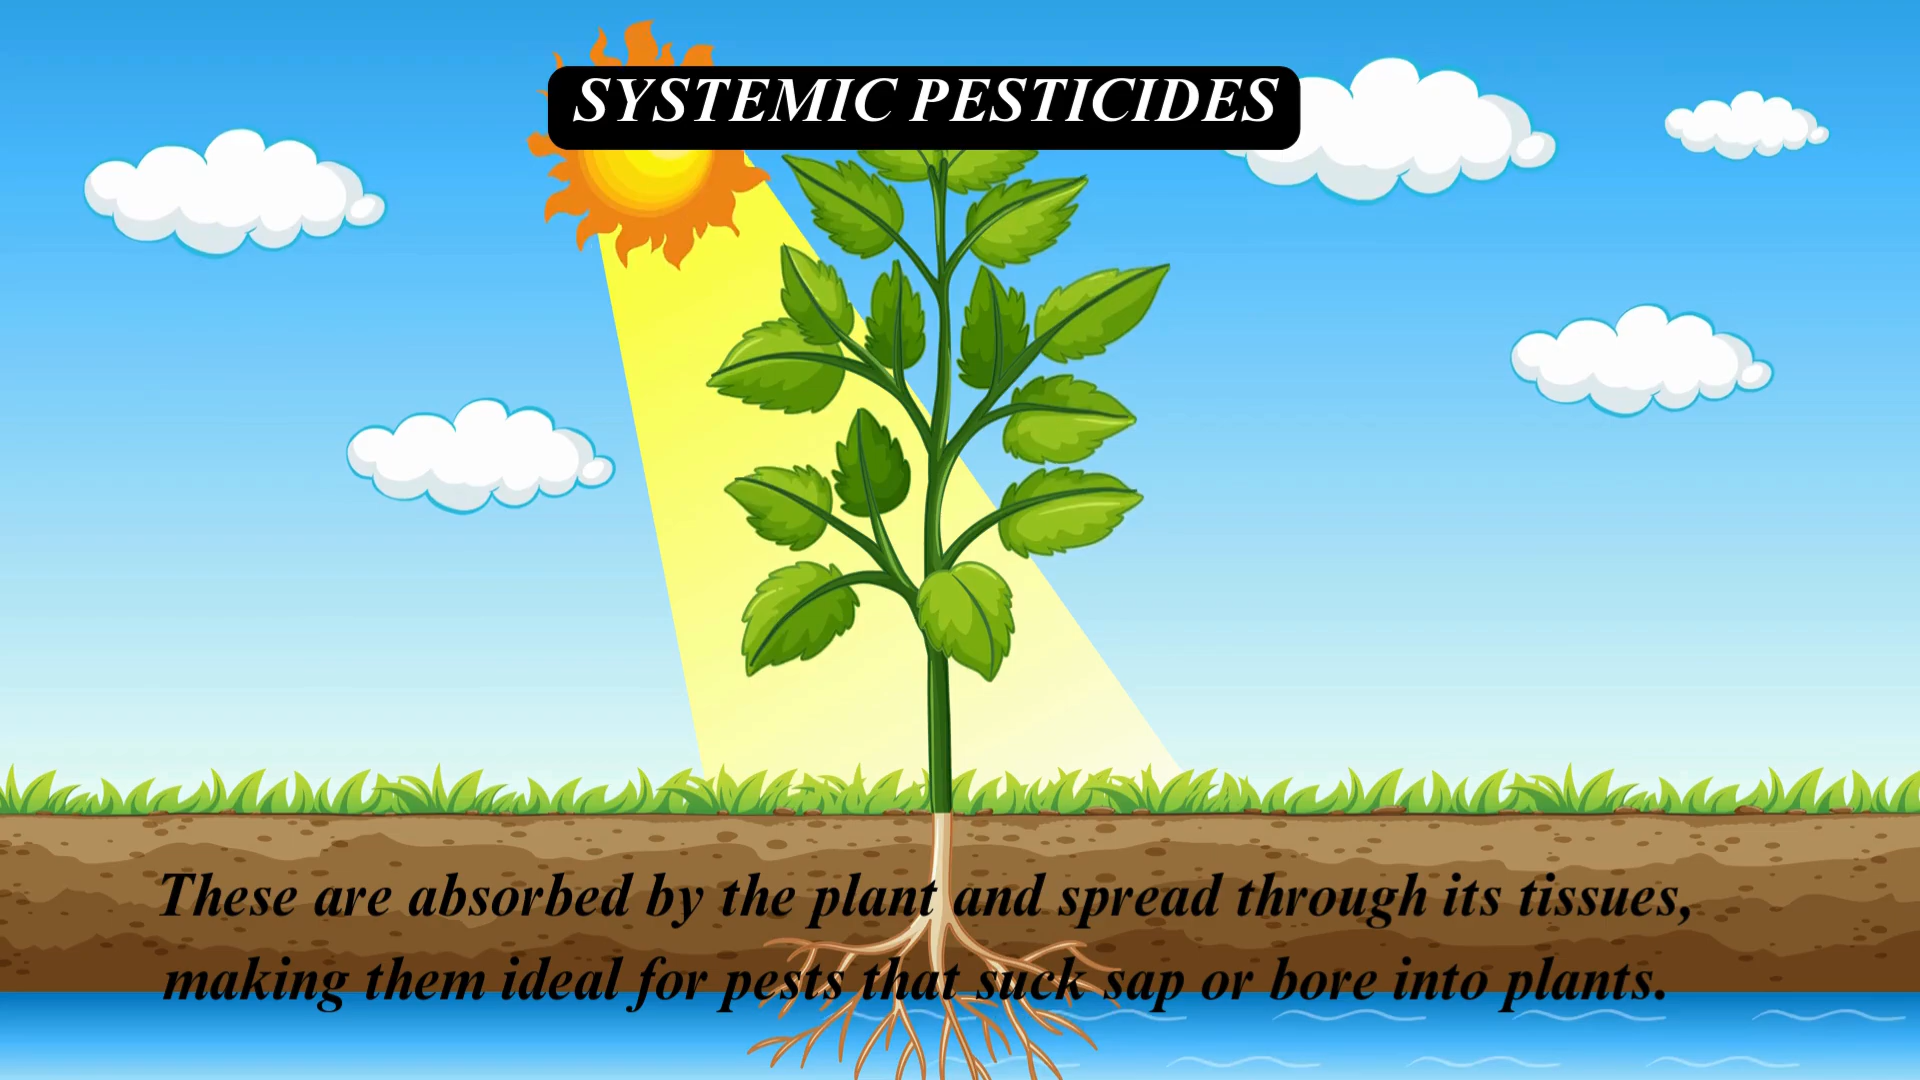 SYSTEMIC PESTICIDES
These are absorbed by the plant and spread through its tissues,
making them ideal for pests that suck sap or bore into plants.